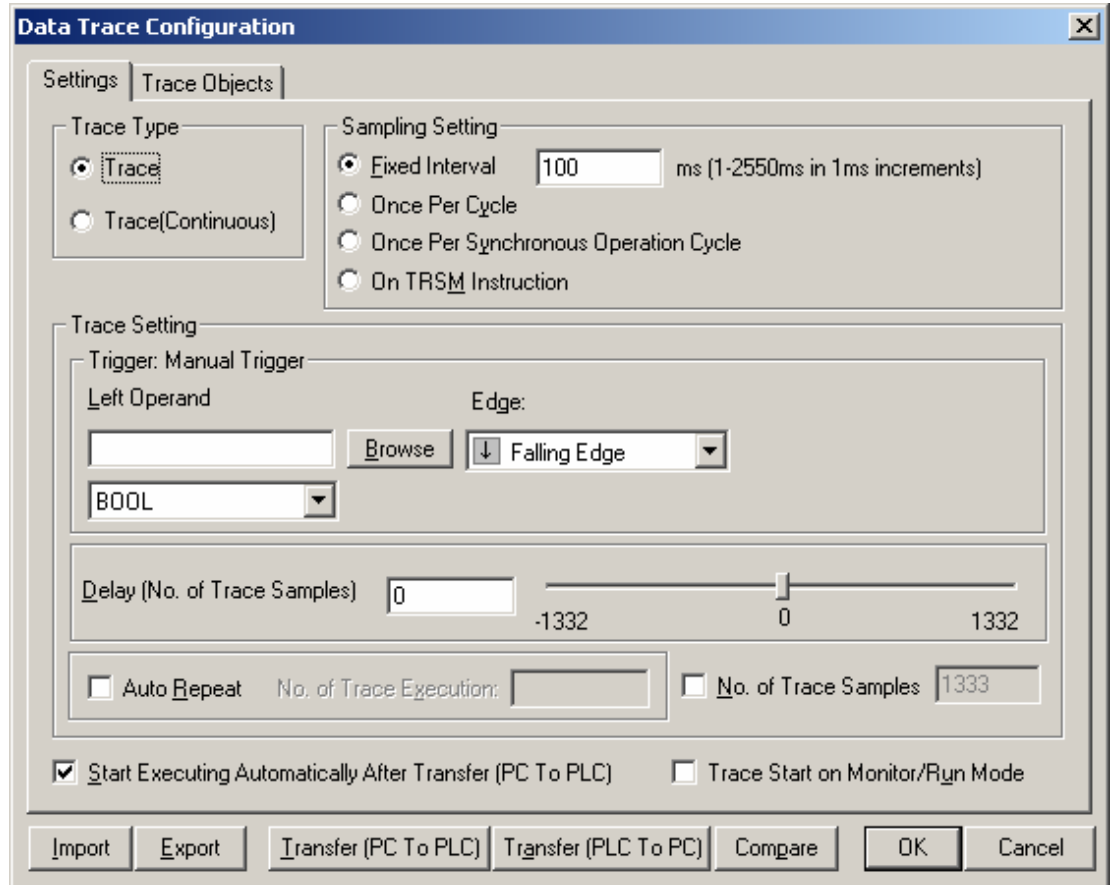 Data Trace Configuration
Settings
Trace Objects
Trace Type
Trace
Trace(Continuous)
Sampling Setting
Fixed Interval 100 ms (1-2550ms in 1ms increments)
Once Per Cycle
Once Per Synchronous Operation Cycle
On TRSM Instruction
Trace Setting
Trigger: Manual Trigger
Left Operand
Edge:
Browse
Falling Edge
BOOL
Delay (No. of Trace Samples) 0
-1332 0 1332
Auto Repeat No. of Trace Execution:
No. of Trace Samples 1333
Start Executing Automatically After Transfer (PC To PLC)
Trace Start on Monitor/Run Mode
Import Export Transfer (PC To PLC) Transfer (PLC To PC) Compare OK Cancel